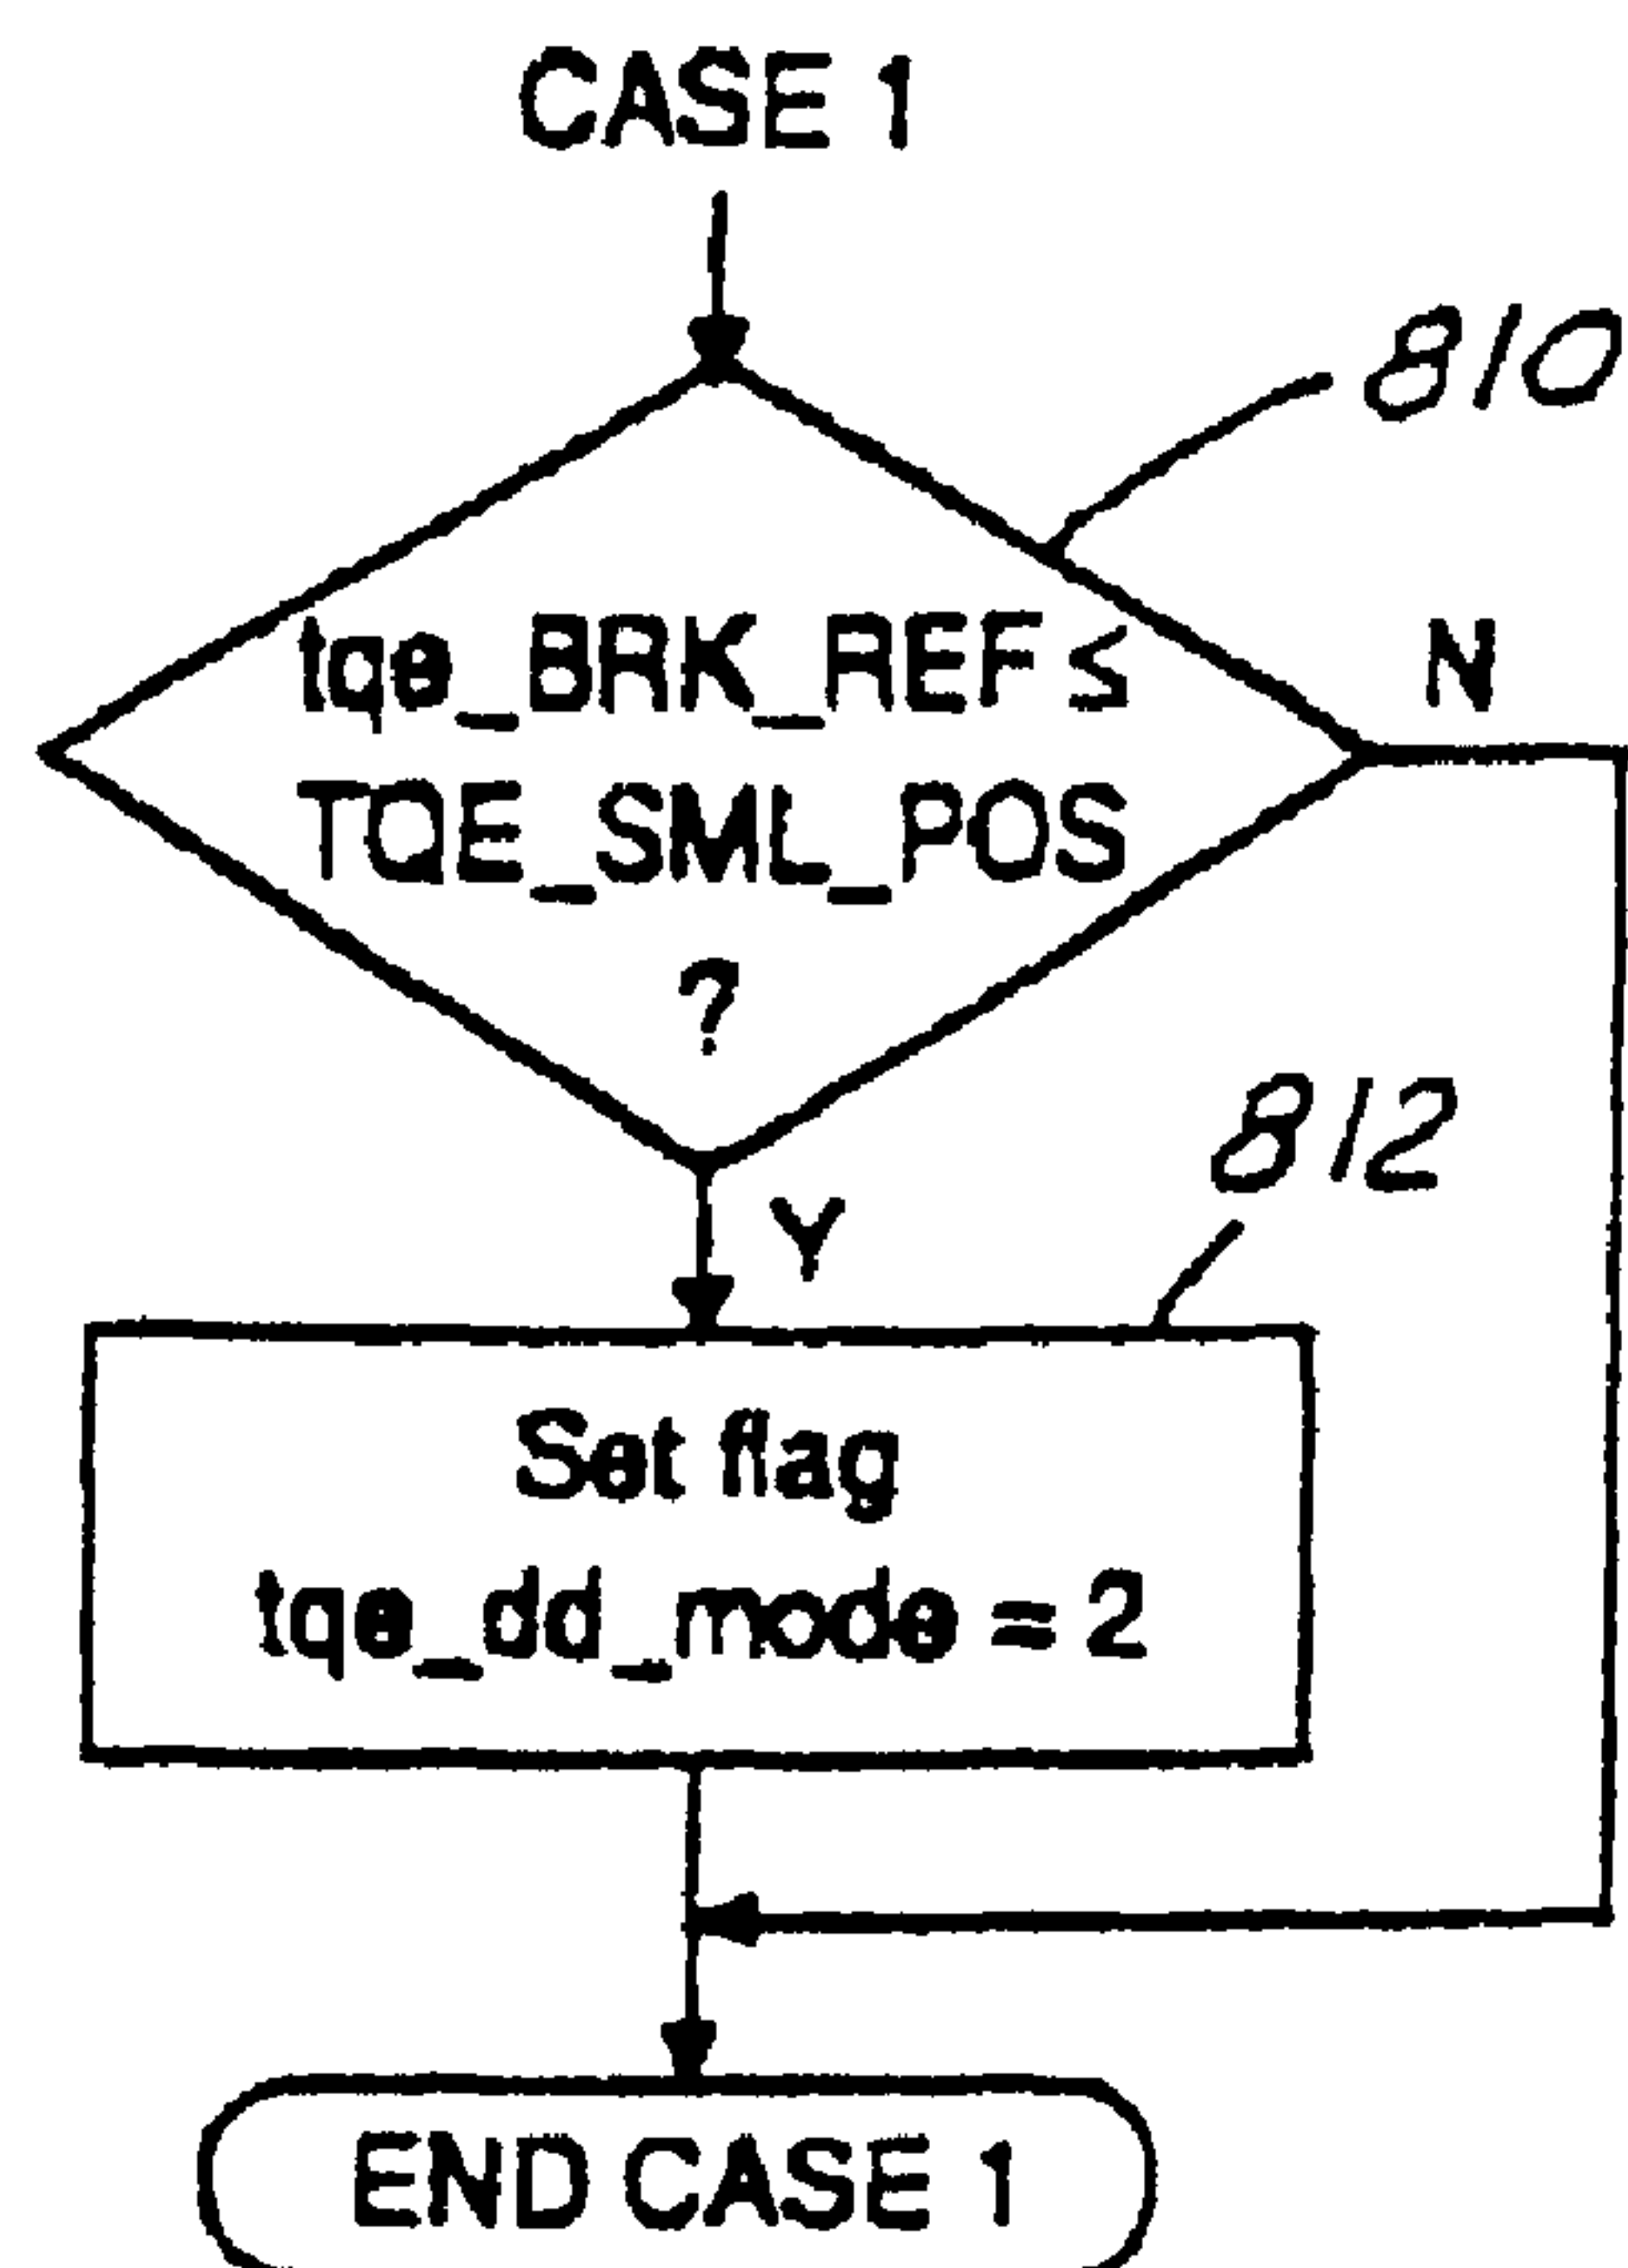 CASE 1
810
tqe_BRK_REF ≤
N
TQE_SML_POS
?
812
Y
Set flag
tqe_dd_mode = 2
END CASE 1